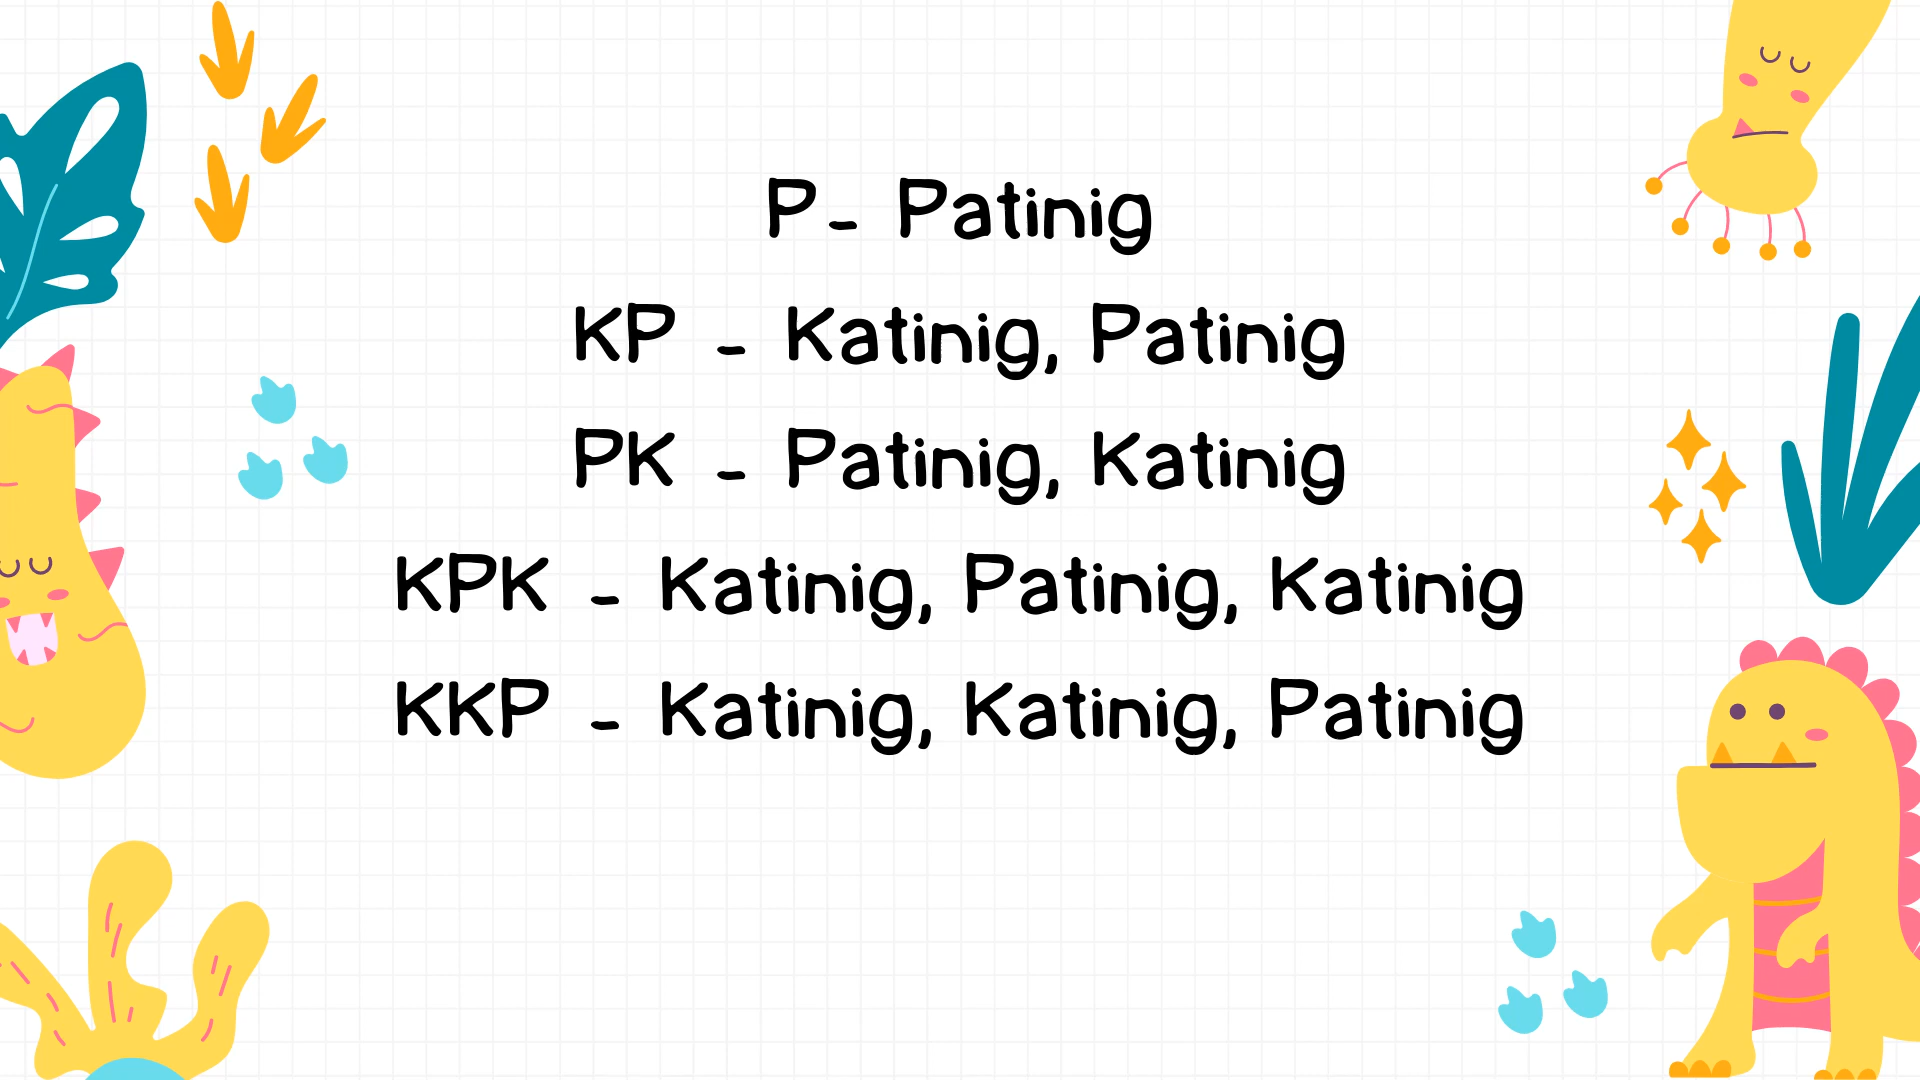 P- Patinig
KP - Katinig, Patinig
PK - Patinig, Katinig
KPK - Katinig, Patinig, Katinig
KKP - Katinig, Katinig, Patinig